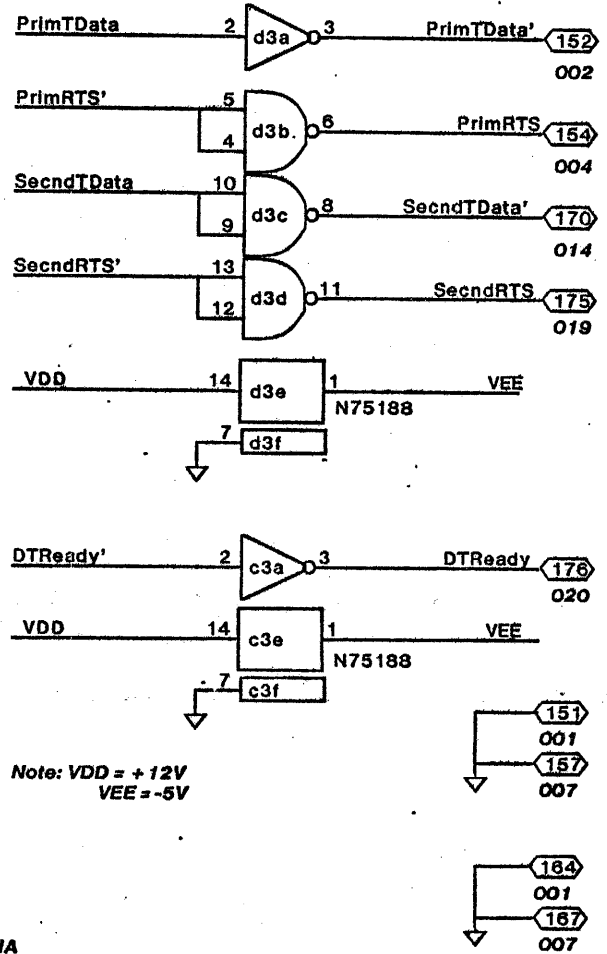 PrimTData 2 d3a 3 PrimTData' 152
002
PrimRTS' 5 4 d3b 6 PrimRTS 154
004
SecndTData 10 9 d3c 8 SecndTData' 170
014
SecndRTS' 13 12 d3d 11 SecndRTS 175
019
VDD 14 d3e 1 VEE
N75188
7 d3f
DTReady' 2 c3a 3 DTReady 176
020
VDD 14 c3e 1 VEE
N75188
7 c3f
151
001
157
007
Note: VDD = +12V
VEE = -5V
164
001
167
007